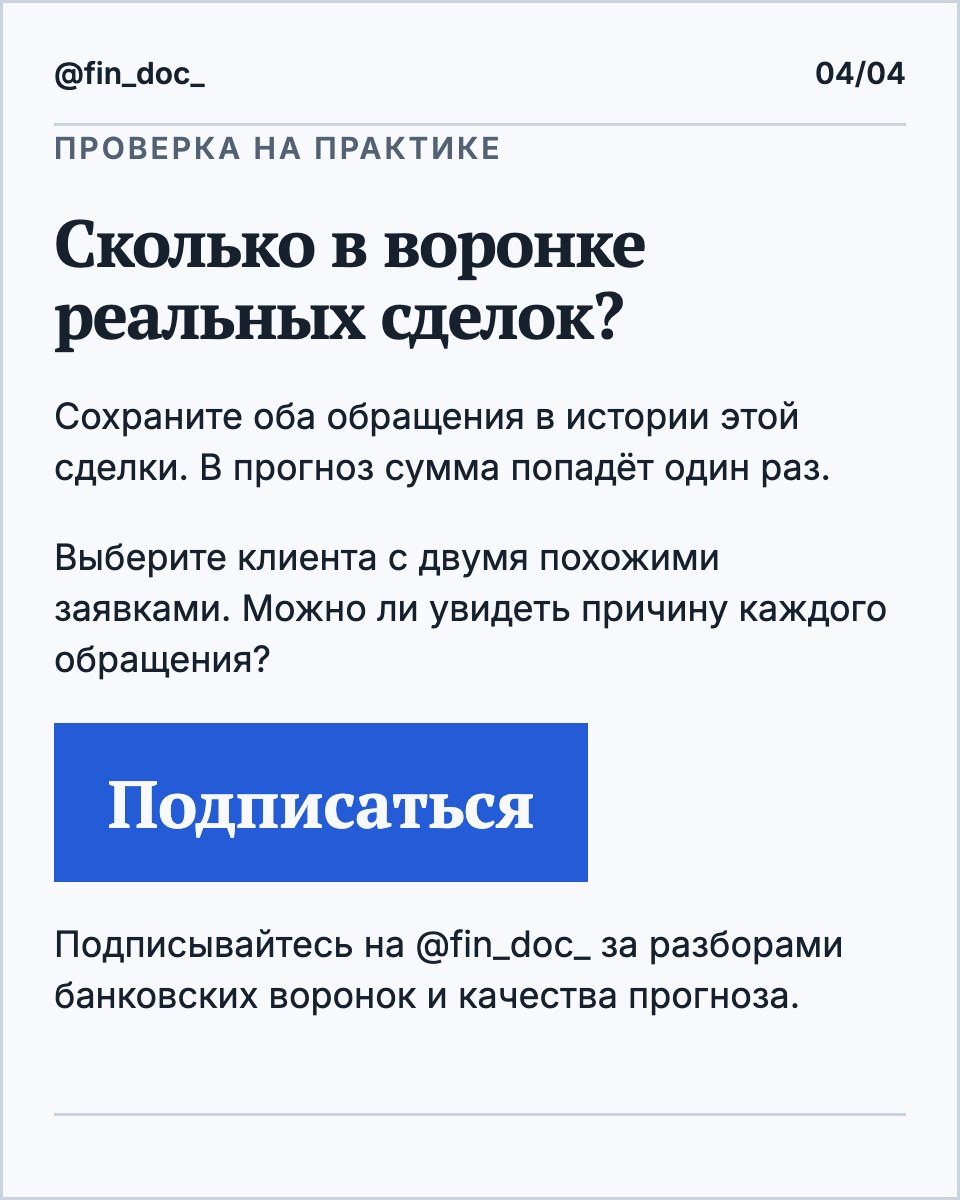 @fin_doc_
04/04
ПРОВЕРКА НА ПРАКТИКЕ
Сколько в воронке
реальных сделок?
Сохраните оба обращения в истории этой
сделки. В прогноз сумма попадёт один раз.
Выберите клиента с двумя похожими
заявками. Можно ли увидеть причину каждого
обращения?
Подписаться
Подписывайтесь на @fin_doc_ за разборами
банковских воронок и качества прогноза.